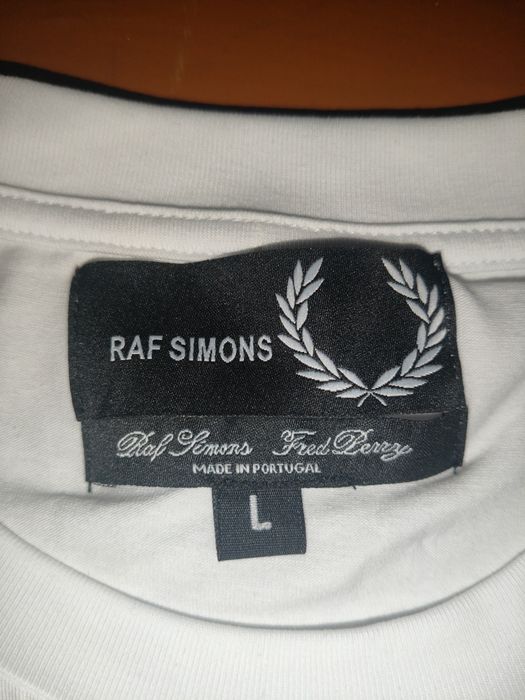 RAF SIMONS
Raf Simons Fred Perry
MADE IN PORTUGAL
L